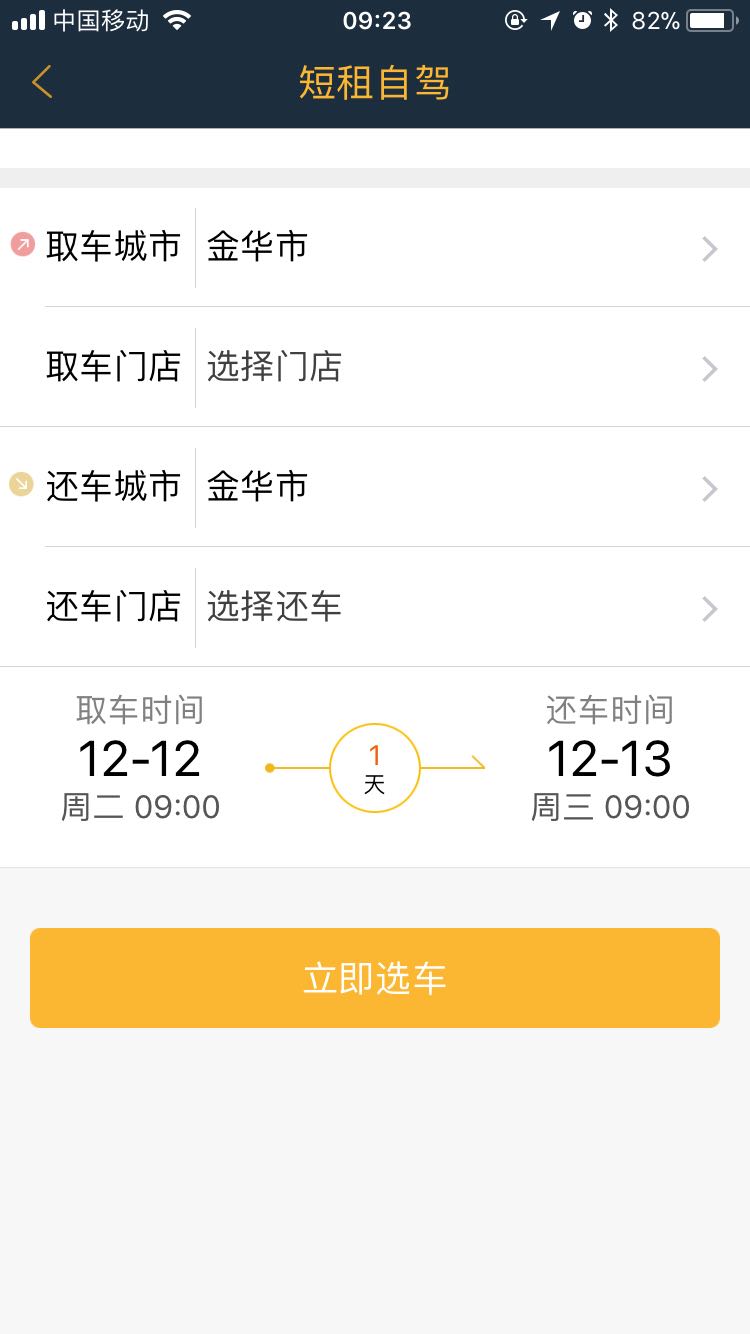 中国移动 09:23 82%
短租自驾
取车城市 金华市
取车门店 选择门店
还车城市 金华市
还车门店 选择还车
取车时间 还车时间
12-12 1 天 12-13
周二 09:00 周三 09:00
立即选车